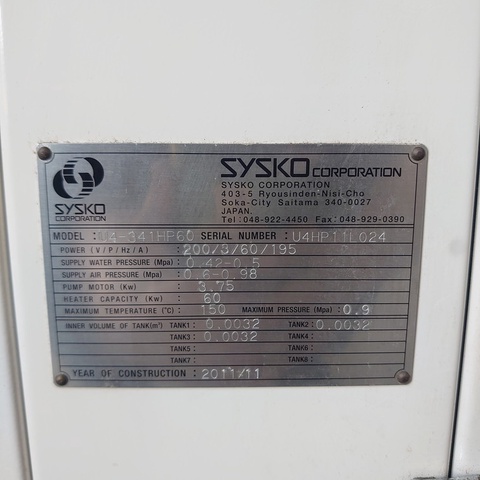 SYSKO
CORPORATION
SYSKO CORPORATION
SYSKO CORPORATION
403-5 Ryousinden-Nisi-Cho
Soka-City Saitama 340-0027
JAPAN.
Tel:048-922-4450 Fax:048-929-0390
MODEL: SERIAL NUMBER: U4HP11L024
POWER (V/P/Hz/A) : 200/3/60/195
SUPPLY WATER PRESSURE (Mpa) : 0.42-0.5
SUPPLY AIR PRESSURE (Mpa) : 0.6-0.98
PUMP MOTOR (Kw) : 3.75
HEATER CAPACITY (Kw) : 60
MAXIMUM TEMPERATURE (℃) : 150 MAXIMUM PRESSURE (Mpa) : 0.9
INNER VOLUME OF TANK(m³) TANK1 : 0.0032 TANK2 : 0.0032
TANK3 : 0.0032 TANK4 :
TANK5 : TANK6 :
TANK7 : TANK8 :
YEAR OF CONSTRUCTION : 2011/11